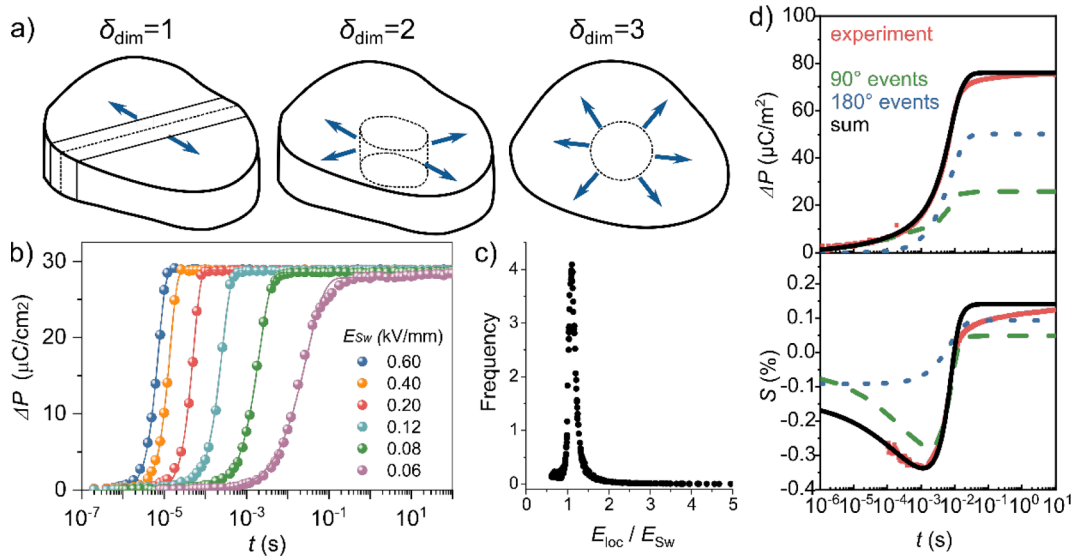 a)
δdim=1
δdim=2
δdim=3
b)
ΔP (μC/cm2)
30
20
10
0
ESw (kV/mm)
0.60
0.40
0.20
0.12
0.08
0.06
10-7 10-5 10-3 10-1 101
t (s)
c)
Frequency
4
3
2
1
0
0 1 2 3 4 5
Eloc / ESw
d)
ΔP (μC/m2)
100
80
60
40
20
0
experiment
90° events
180° events
sum
S (%)
0.1
0.0
-0.1
-0.2
-0.3
-0.4
10-6 10-5 10-4 10-3 10-2 10-1 100 101
t (s)